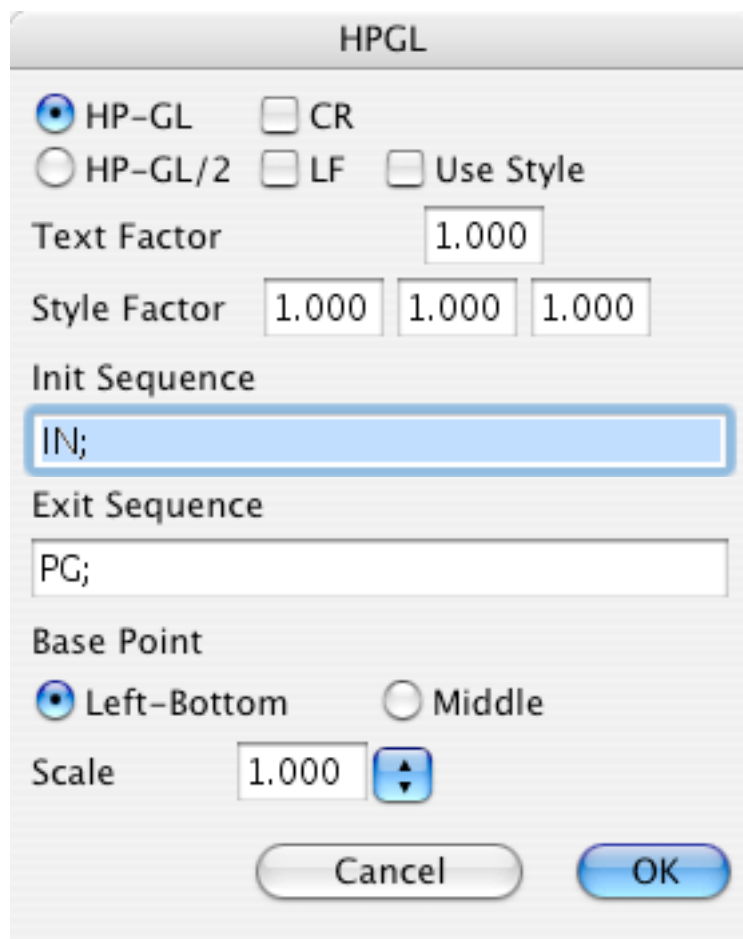 HPGL
HP-GL CR
HP-GL/2 LF Use Style
Text Factor 1.000
Style Factor 1.000 1.000 1.000
Init Sequence
IN;
Exit Sequence
PG;
Base Point
Left-Bottom Middle
Scale 1.000
Cancel OK